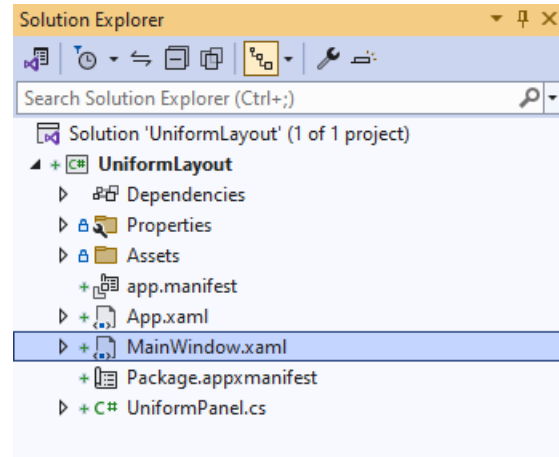 Solution Explorer
Search Solution Explorer (Ctrl+;)
Solution 'UniformLayout' (1 of 1 project)
C# UniformLayout
Dependencies
Properties
Assets
app.manifest
App.xaml
MainWindow.xaml
Package.appxmanifest
C# UniformPanel.cs